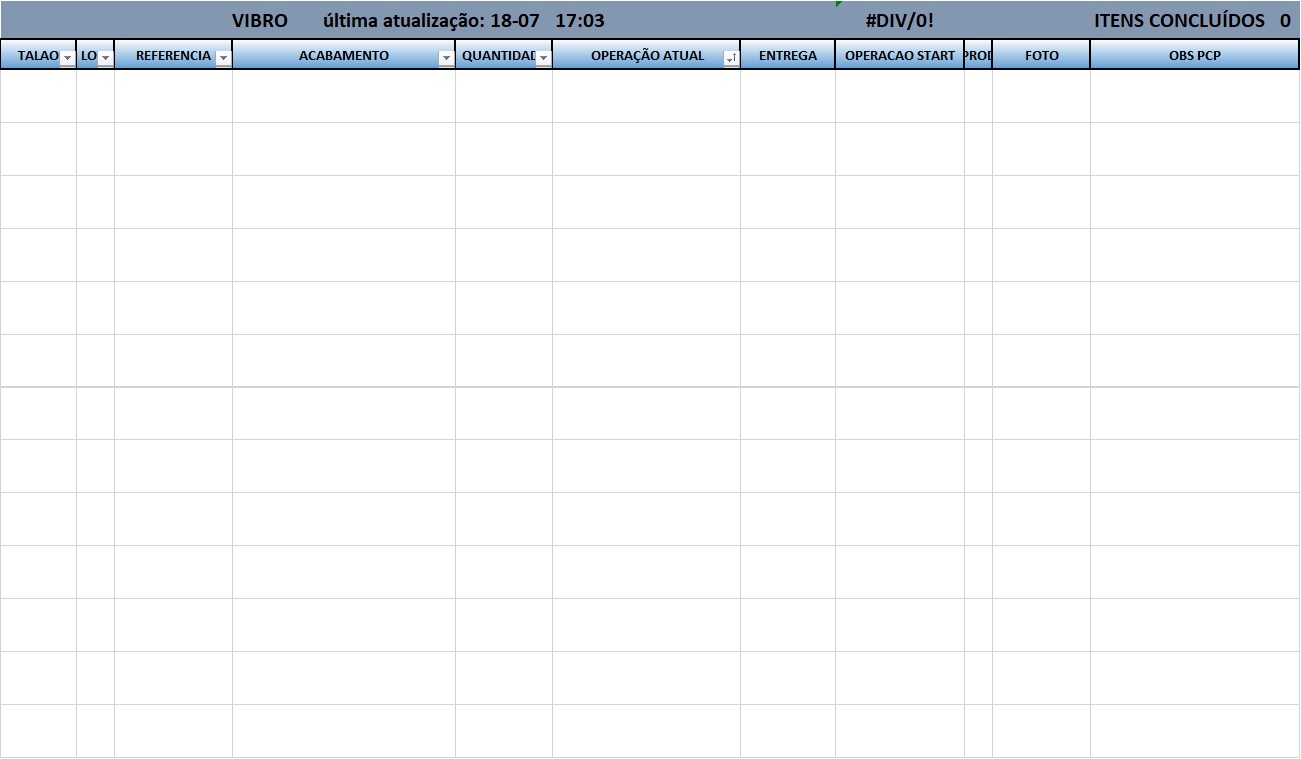 VIBRO última atualização: 18-07 17:03 #DIV/0! ITENS CONCLUÍDOS 0
TALAO LO REFERENCIA ACABAMENTO QUANTIDAD OPERAÇÃO ATUAL ENTREGA OPERACAO START PROD FOTO OBS PCP